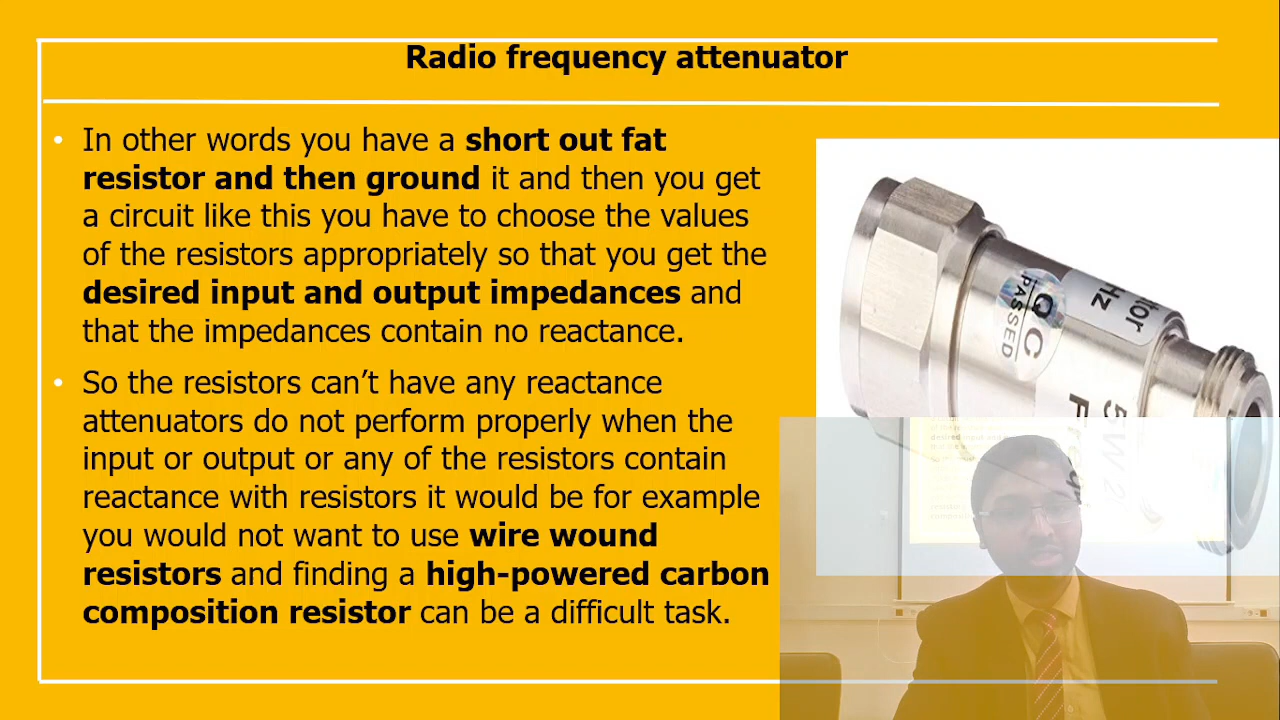 Radio frequency attenuator
• In other words you have a short out fat
resistor and then ground it and then you get
a circuit like this you have to choose the values
of the resistors appropriately so that you get the
desired input and output impedances and
that the impedances contain no reactance.
• So the resistors can’t have any reactance
attenuators do not perform properly when the
input or output or any of the resistors contain
reactance with resistors it would be for example
you would not want to use wire wound
resistors and finding a high-powered carbon
composition resistor can be a difficult task.
QC
PASSED
tor
Hz
5W 2